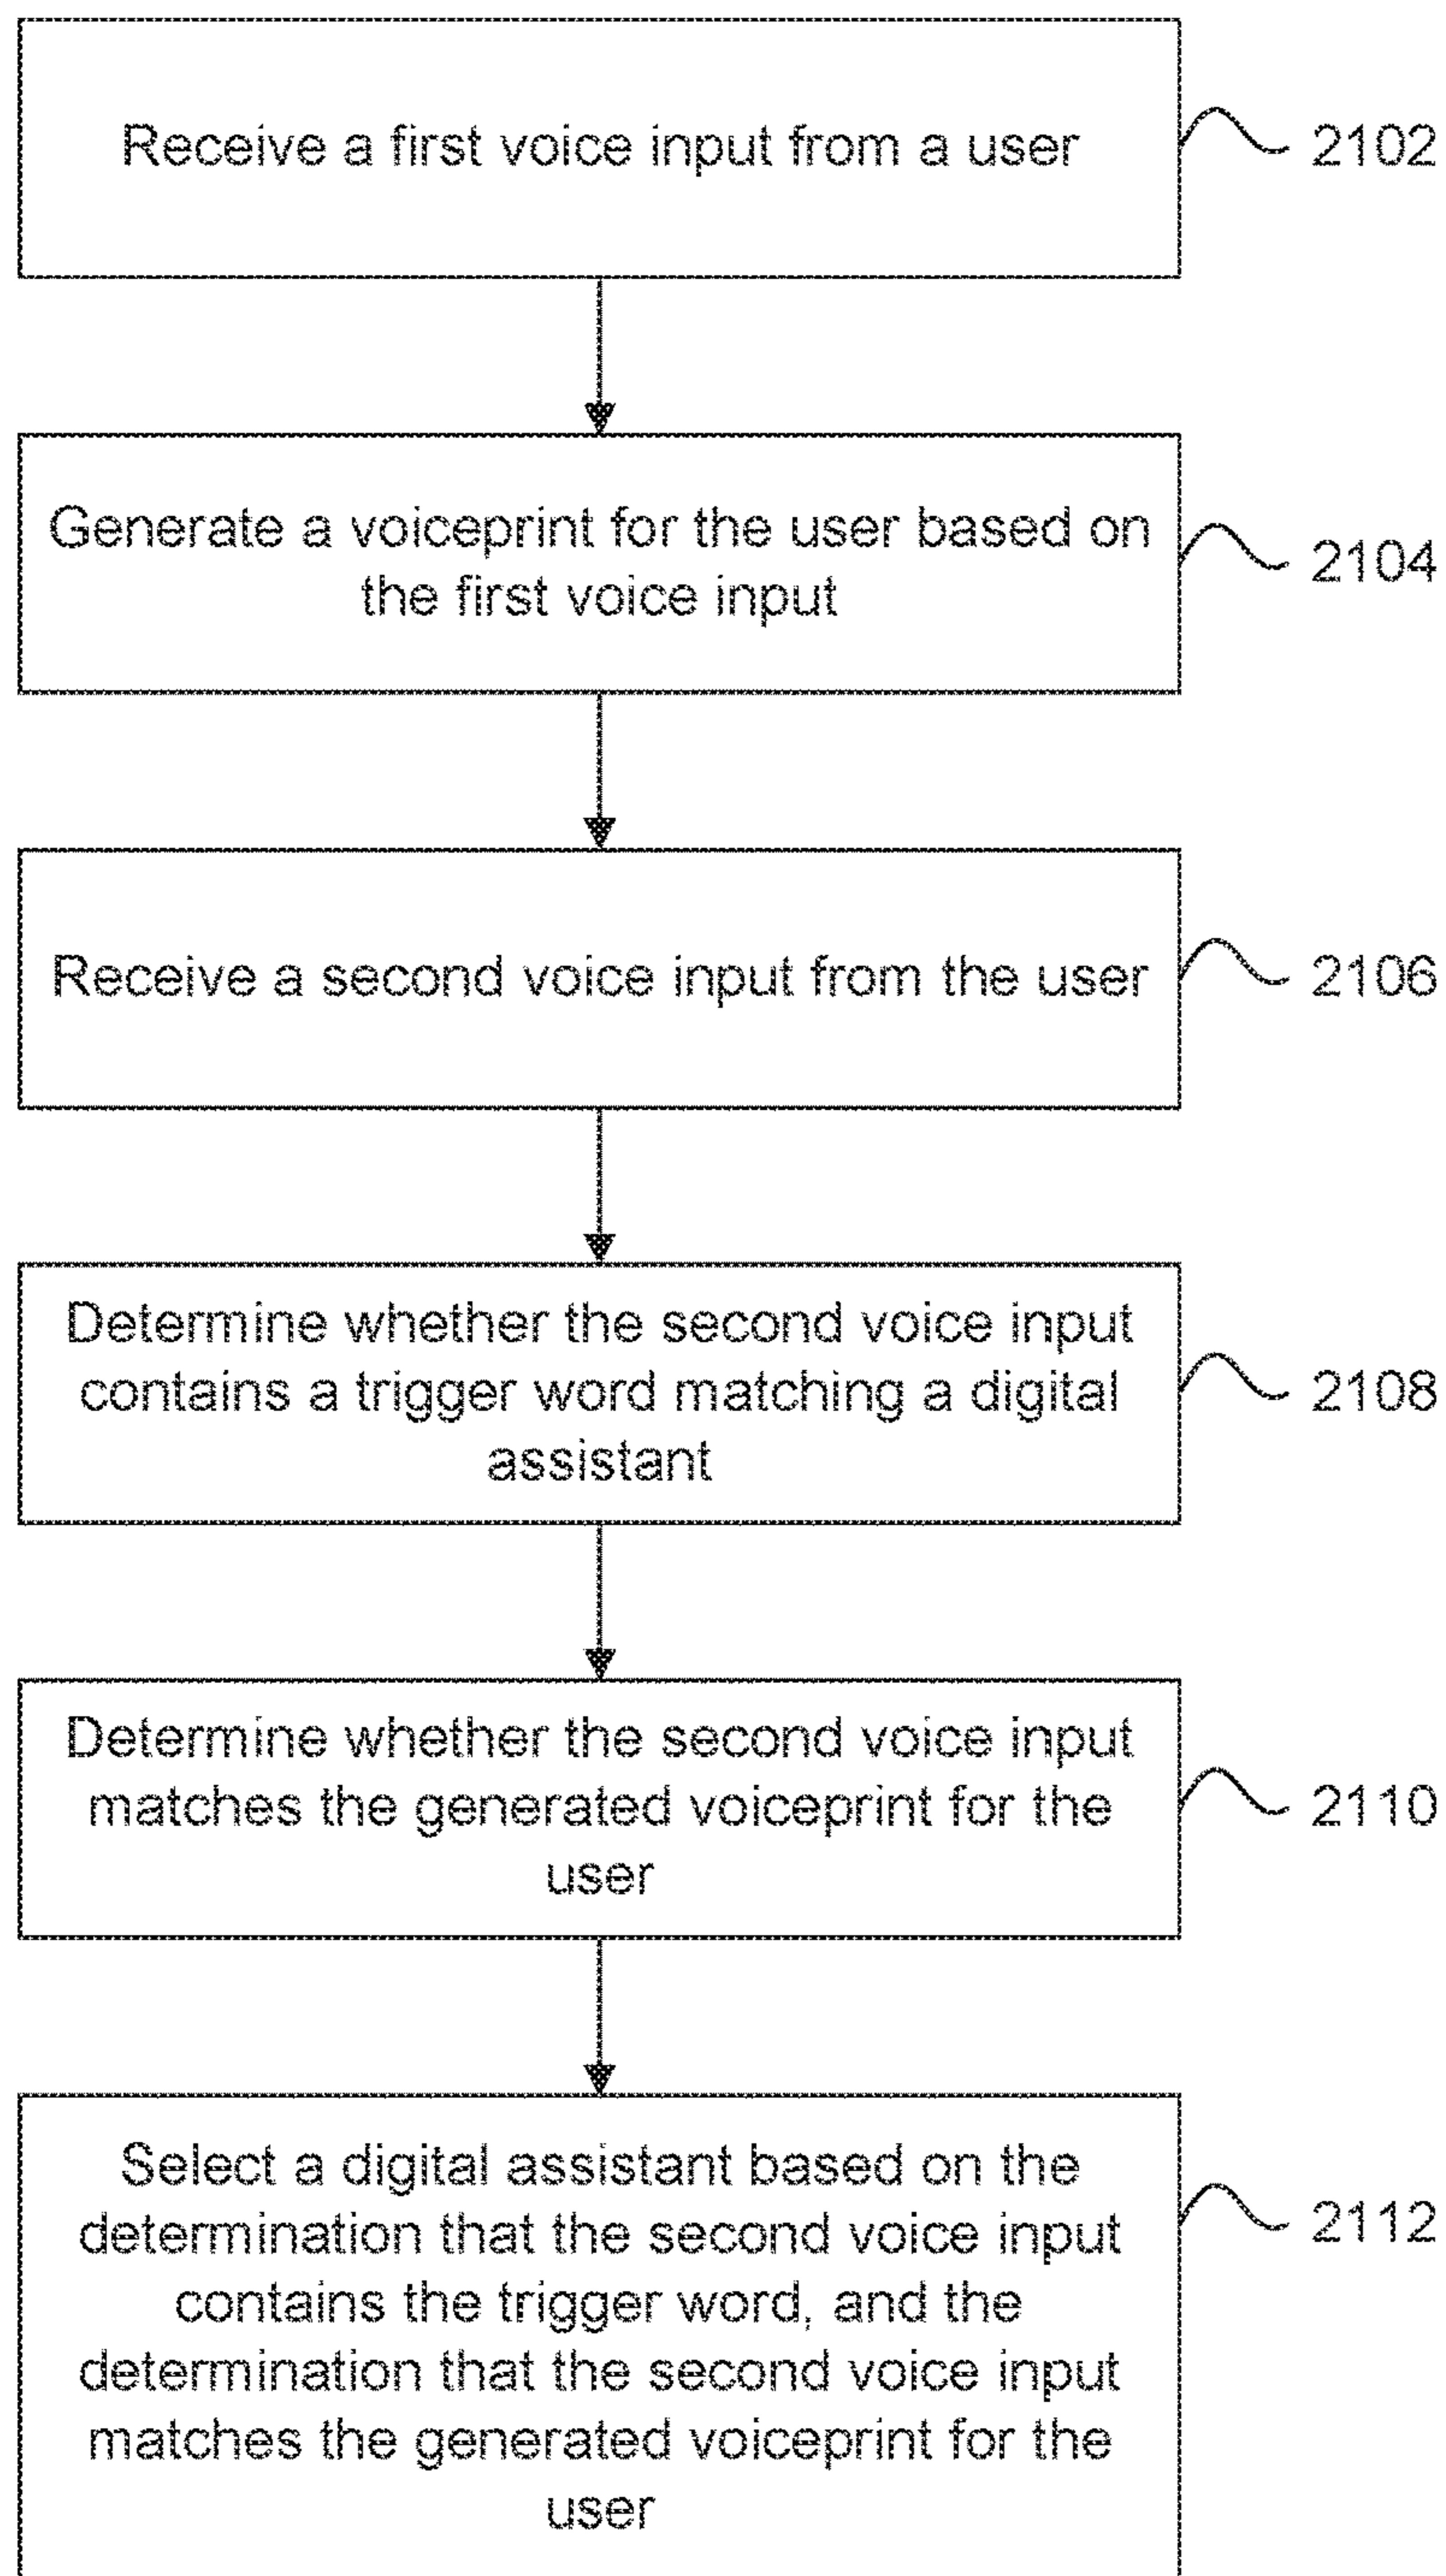 Receive a first voice input from a user
2102
Generate a voiceprint for the user based on
the first voice input
2104
Receive a second voice input from the user
2106
Determine whether the second voice input
contains a trigger word matching a digital
assistant
2108
Determine whether the second voice input
matches the generated voiceprint for the
user
2110
Select a digital assistant based on the
determination that the second voice input
contains the trigger word, and the
determination that the second voice input
matches the generated voiceprint for the
user
2112